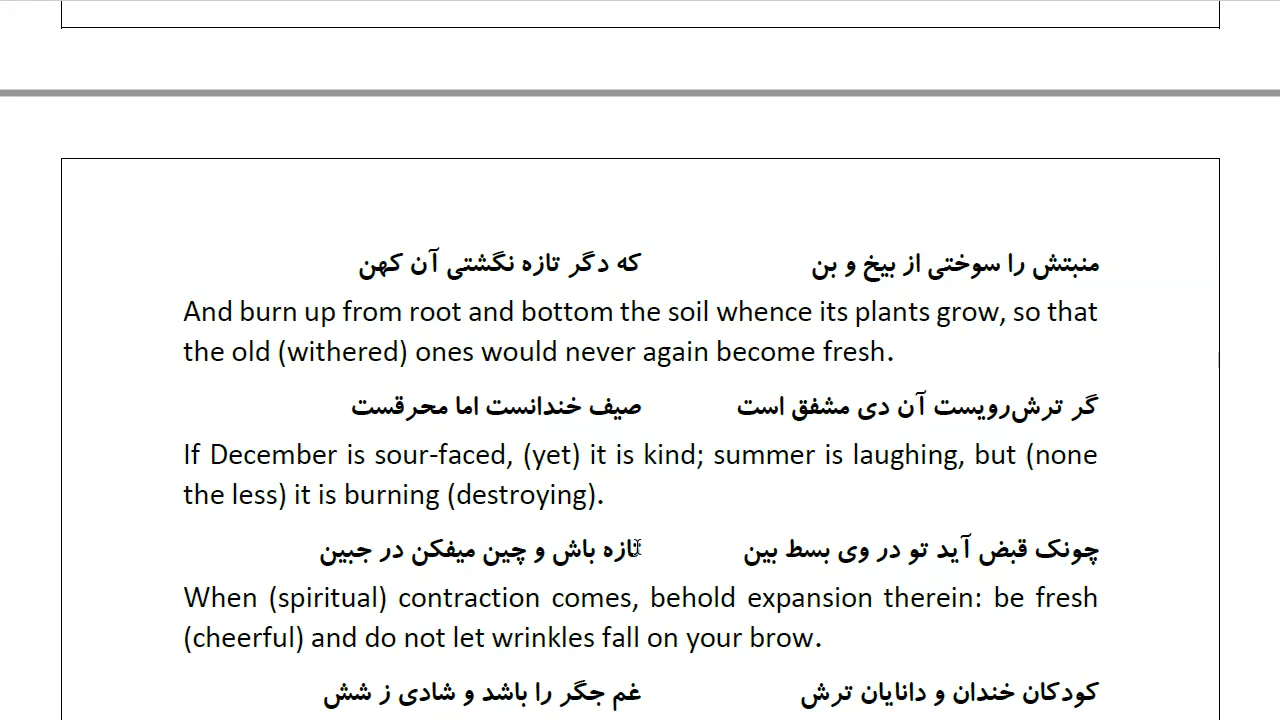 منبتش را سوختی از بیخ و بن که دگر تازه نگشتی آن کهن
And burn up from root and bottom the soil whence its plants grow, so that
the old (withered) ones would never again become fresh.
گر ترش‌رویست آن دی مشفق است صیف خندانست اما محرقست
If December is sour-faced, (yet) it is kind; summer is laughing, but (none
the less) it is burning (destroying).
چونک قبض آید تو در وی بسط بین تازه باش و چین میفکن در جبین
When (spiritual) contraction comes, behold expansion therein: be fresh
(cheerful) and do not let wrinkles fall on your brow.
کودکان خندان و دانایان ترش غم جگر را باشد و شادی ز شش